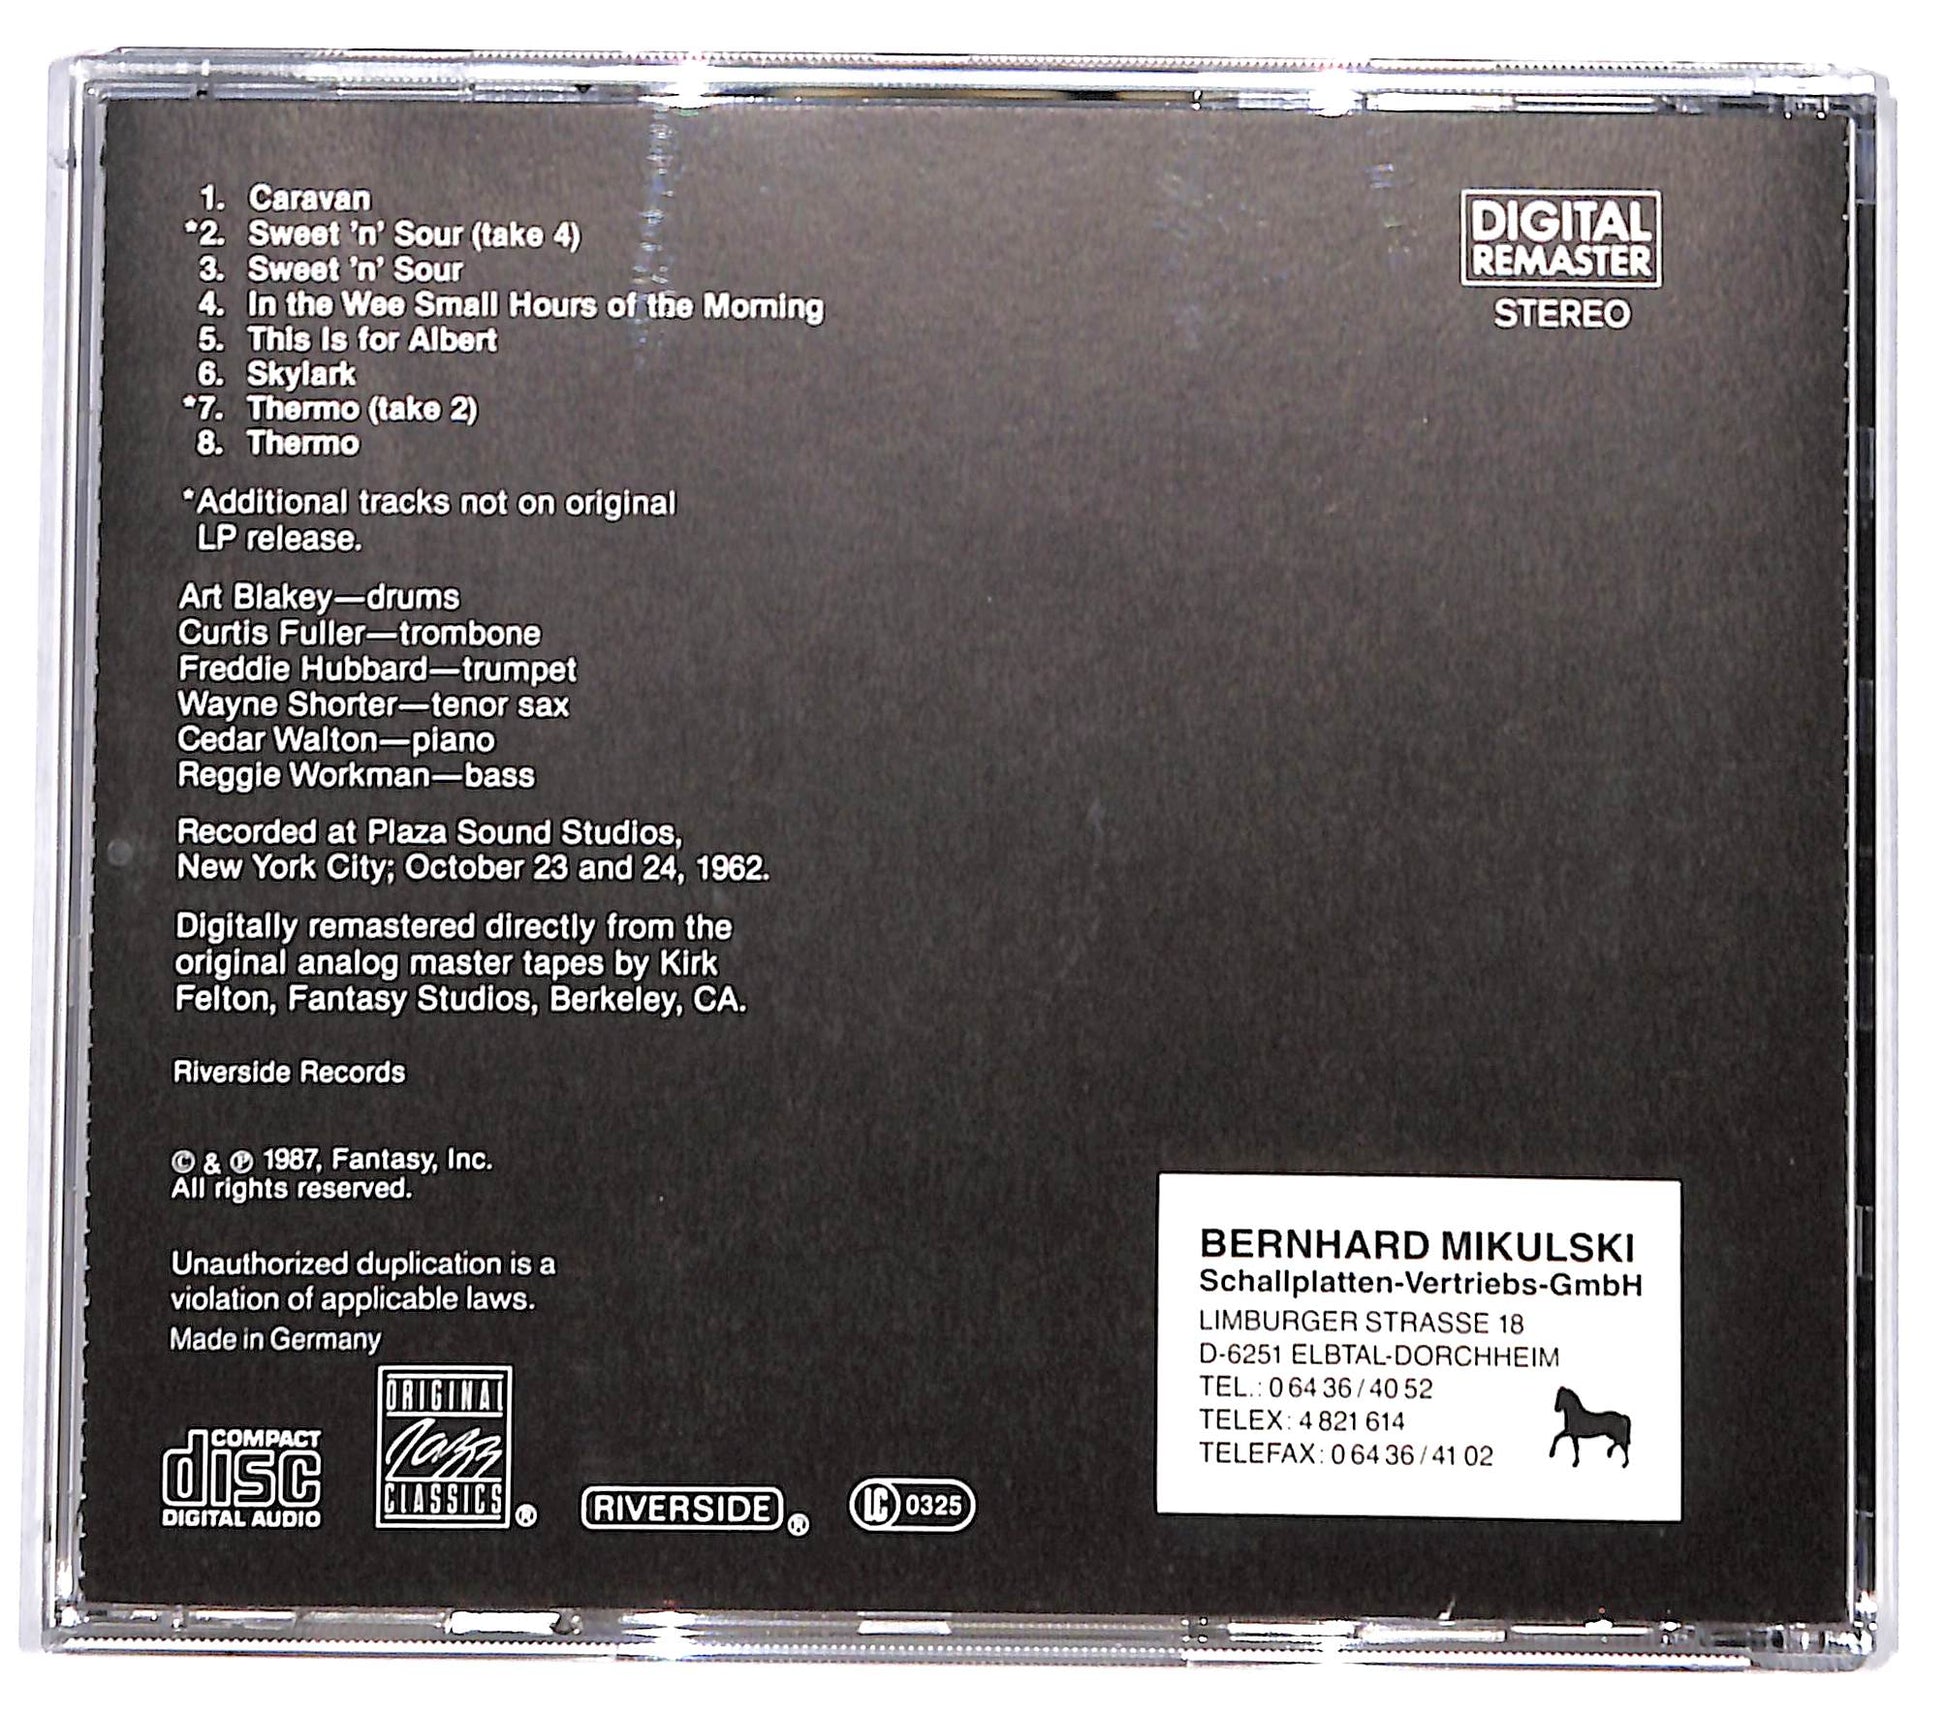 1. Caravan
*2. Sweet 'n' Sour (take 4)
3. Sweet 'n' Sour
4. In the Wee Small Hours of the Morning
5. This Is for Albert
6. Skylark
*7. Thermo (take 2)
8. Thermo
*Additional tracks not on original
LP release.
Art Blakey—drums
Curtis Fuller—trombone
Freddie Hubbard—trumpet
Wayne Shorter—tenor sax
Cedar Walton—piano
Reggie Workman—bass
Recorded at Plaza Sound Studios,
New York City; October 23 and 24, 1962.
Digitally remastered directly from the
original analog master tapes by Kirk
Felton, Fantasy Studios, Berkeley, CA.
Riverside Records
© & ℗ 1987, Fantasy, Inc.
All rights reserved.
Unauthorized duplication is a
violation of applicable laws.
Made in Germany
COMPACT
disc
DIGITAL AUDIO
ORIGINAL
Jazz
CLASSICS ®
RIVERSIDE ®
LC 0325
DIGITAL
REMASTER
STEREO
BERNHARD MIKULSKI
Schallplatten-Vertriebs-GmbH
LIMBURGER STRASSE 18
D-6251 ELBTAL-DORCHHEIM
TEL.: 0 64 36 / 40 52
TELEX: 4 821 614
TELEFAX: 0 64 36 / 41 02